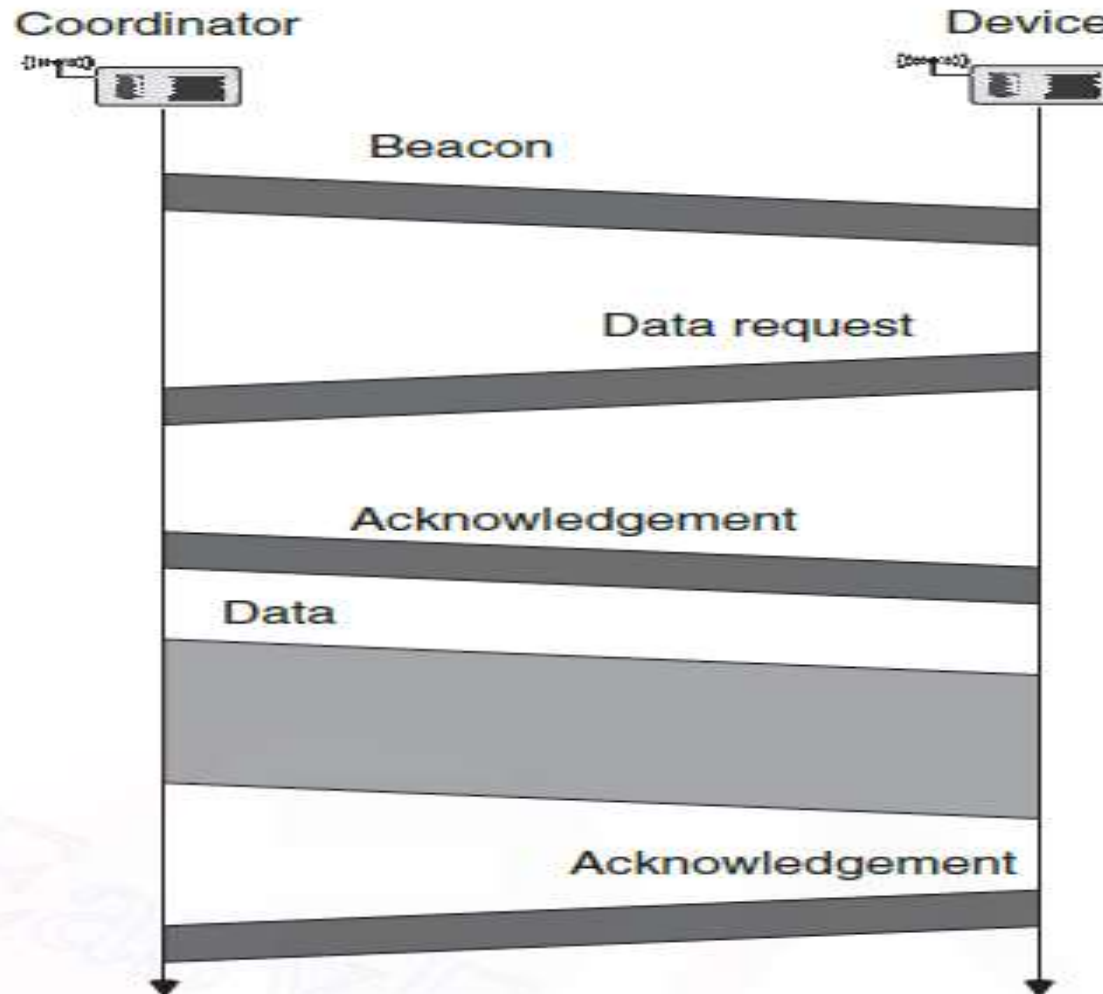 Coordinator
Device
Beacon
Data request
Acknowledgement
Data
Acknowledgement